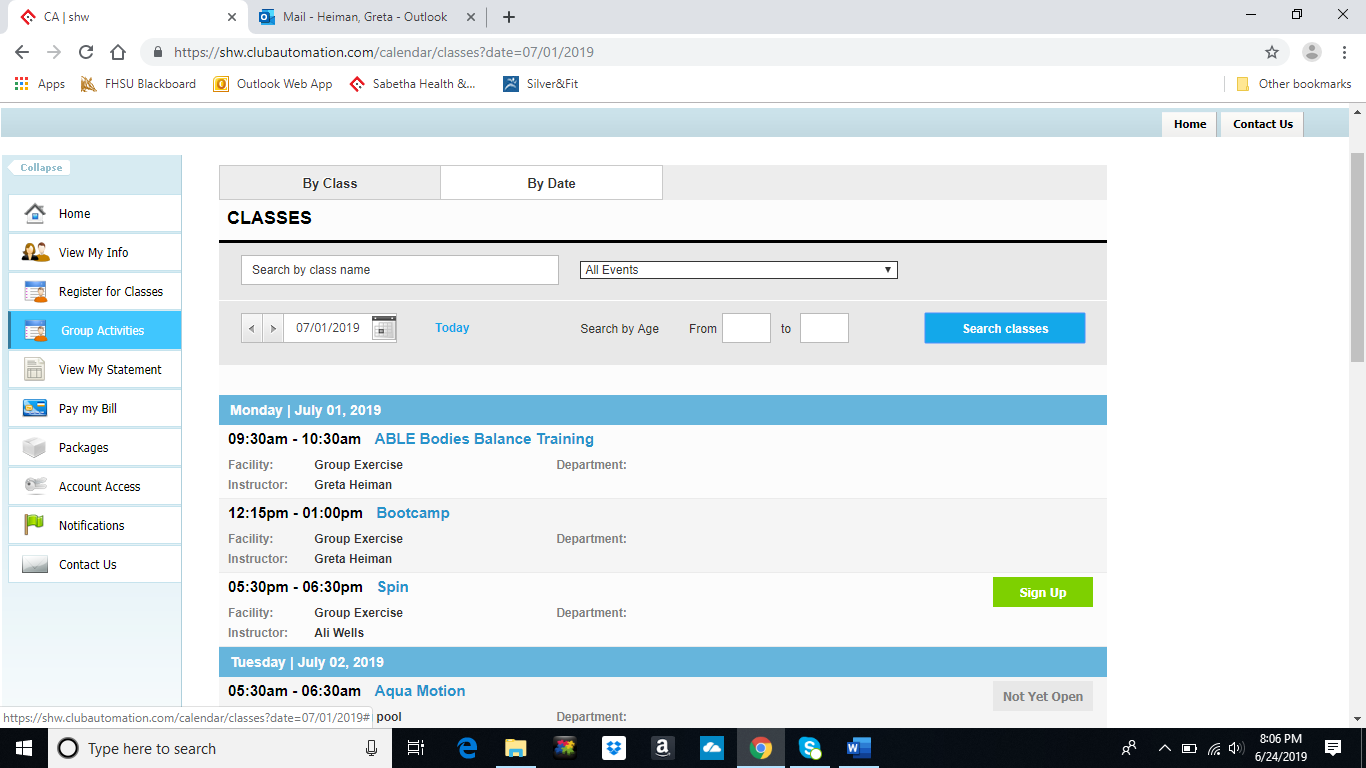 CA | shw
Mail - Heiman, Greta - Outlook
https://shw.clubautomation.com/calendar/classes?date=07/01/2019
Apps FHSU Blackboard Outlook Web App Sabetha Health &... Silver&Fit Other bookmarks
Home Contact Us
Collapse
Home
View My Info
Register for Classes
Group Activities
View My Statement
Pay my Bill
Packages
Account Access
Notifications
Contact Us
By Class By Date
CLASSES
Search by class name All Events
07/01/2019 Today Search by Age From to Search classes
Monday | July 01, 2019
09:30am - 10:30am ABLE Bodies Balance Training
Facility: Group Exercise Department:
Instructor: Greta Heiman
12:15pm - 01:00pm Bootcamp
Facility: Group Exercise Department:
Instructor: Greta Heiman
05:30pm - 06:30pm Spin Sign Up
Facility: Group Exercise Department:
Instructor: Ali Wells
Tuesday | July 02, 2019
05:30am - 06:30am Aqua Motion Not Yet Open
pool Department:
https://shw.clubautomation.com/calendar/classes?date=07/01/2019#
Type here to search
8:06 PM
6/24/2019